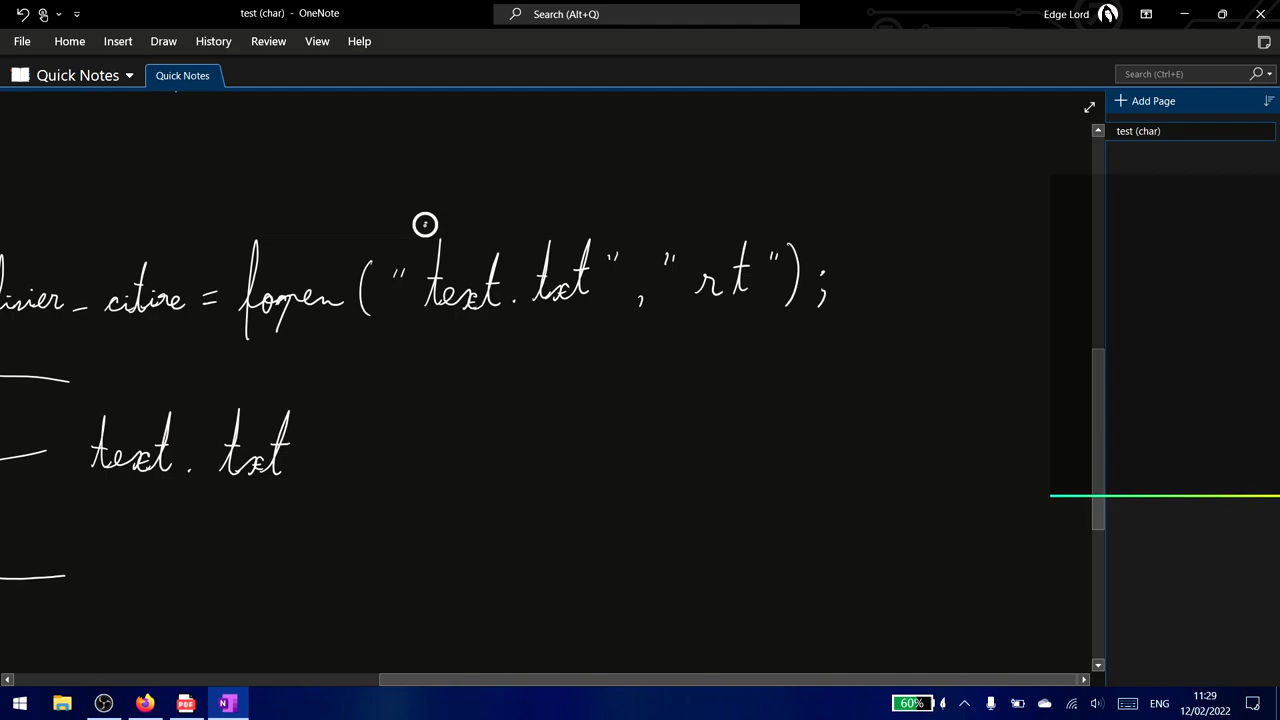 test (char) - OneNote
Search (Alt+Q)
Edge Lord
File Home Insert Draw History Review View Help
Quick Notes
Quick Notes
Search (Ctrl+E)
Add Page
test (char)
_ citire = fopen ( " text. txt " , " rt " ) ;
text. txt
60%
ENG
11:29
12/02/2022
PDF
N